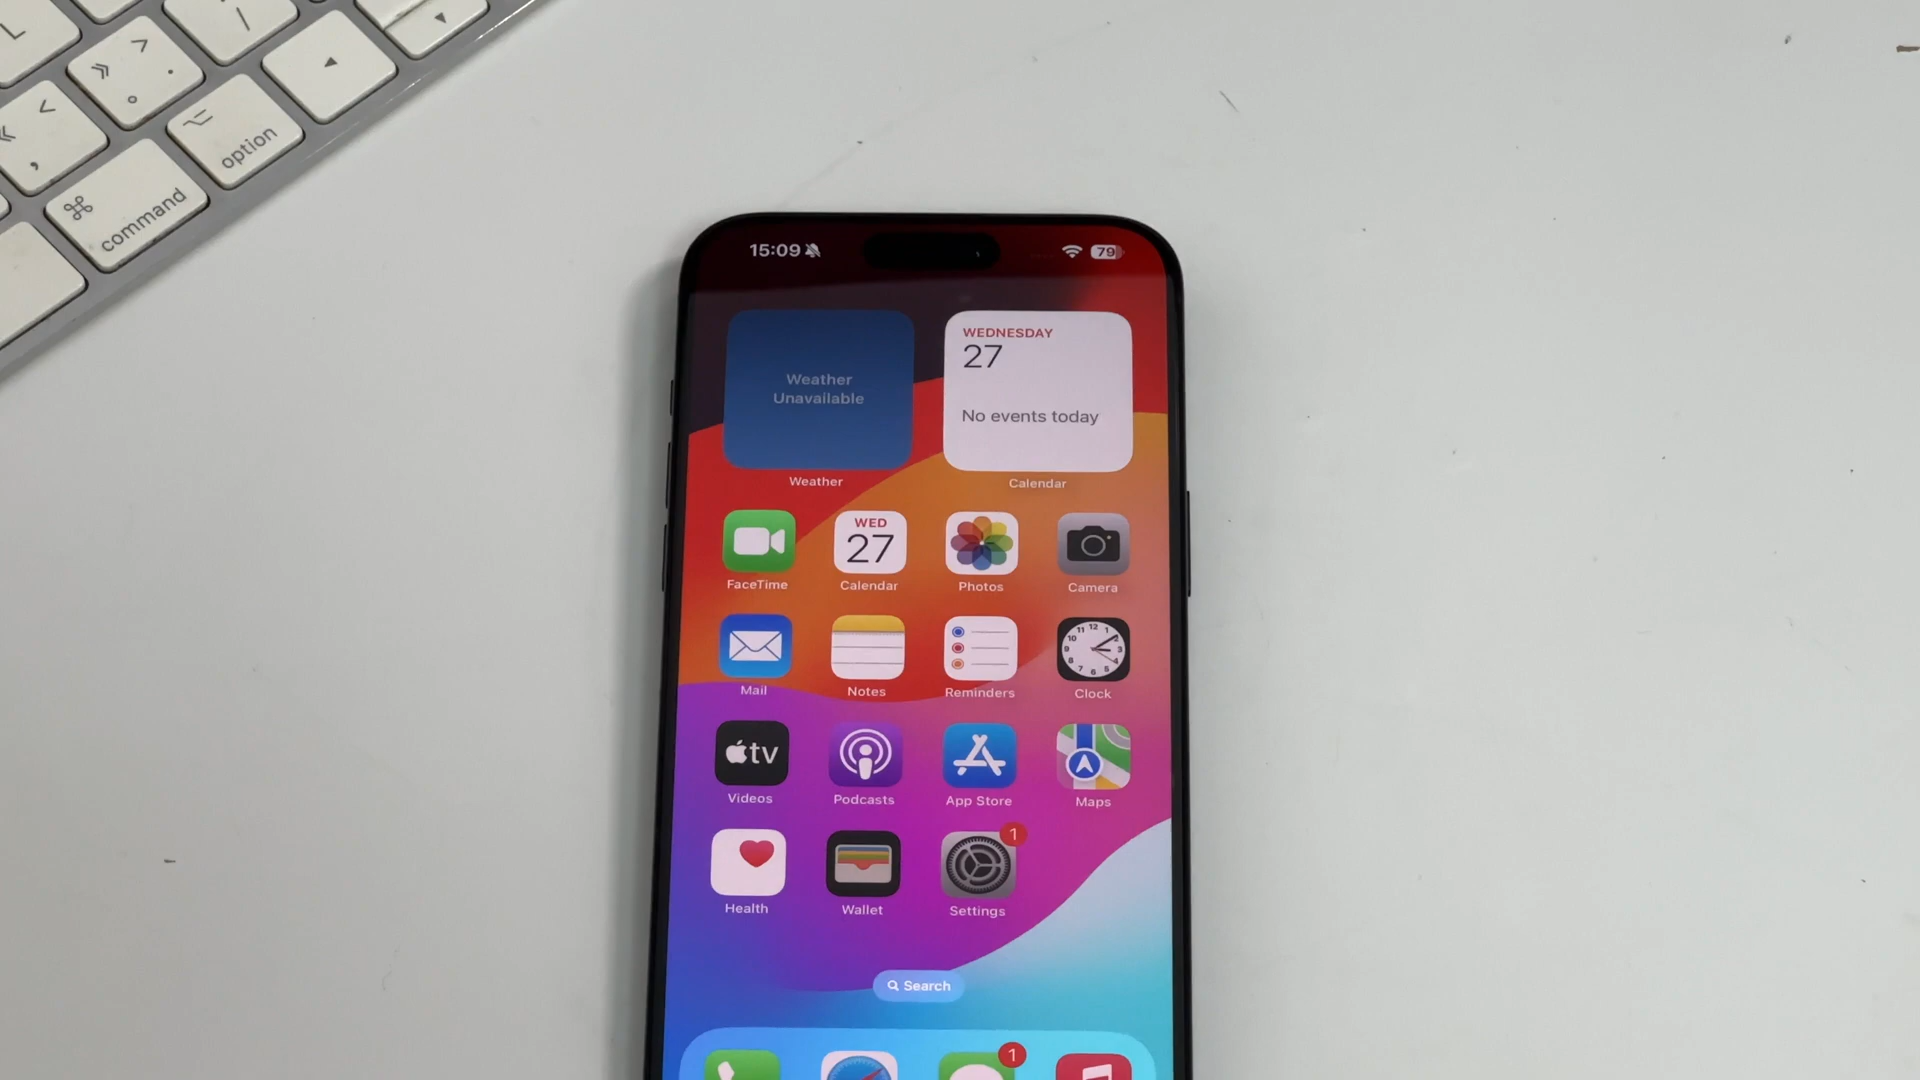 L
option
command
15:09
79
Weather
Unavailable
WEDNESDAY
27
No events today
Weather
Calendar
WED
27
FaceTime
Calendar
Photos
Camera
Mail
Notes
Reminders
Clock
tv
Videos
Podcasts
App Store
Maps
1
Health
Wallet
Settings
Search
1